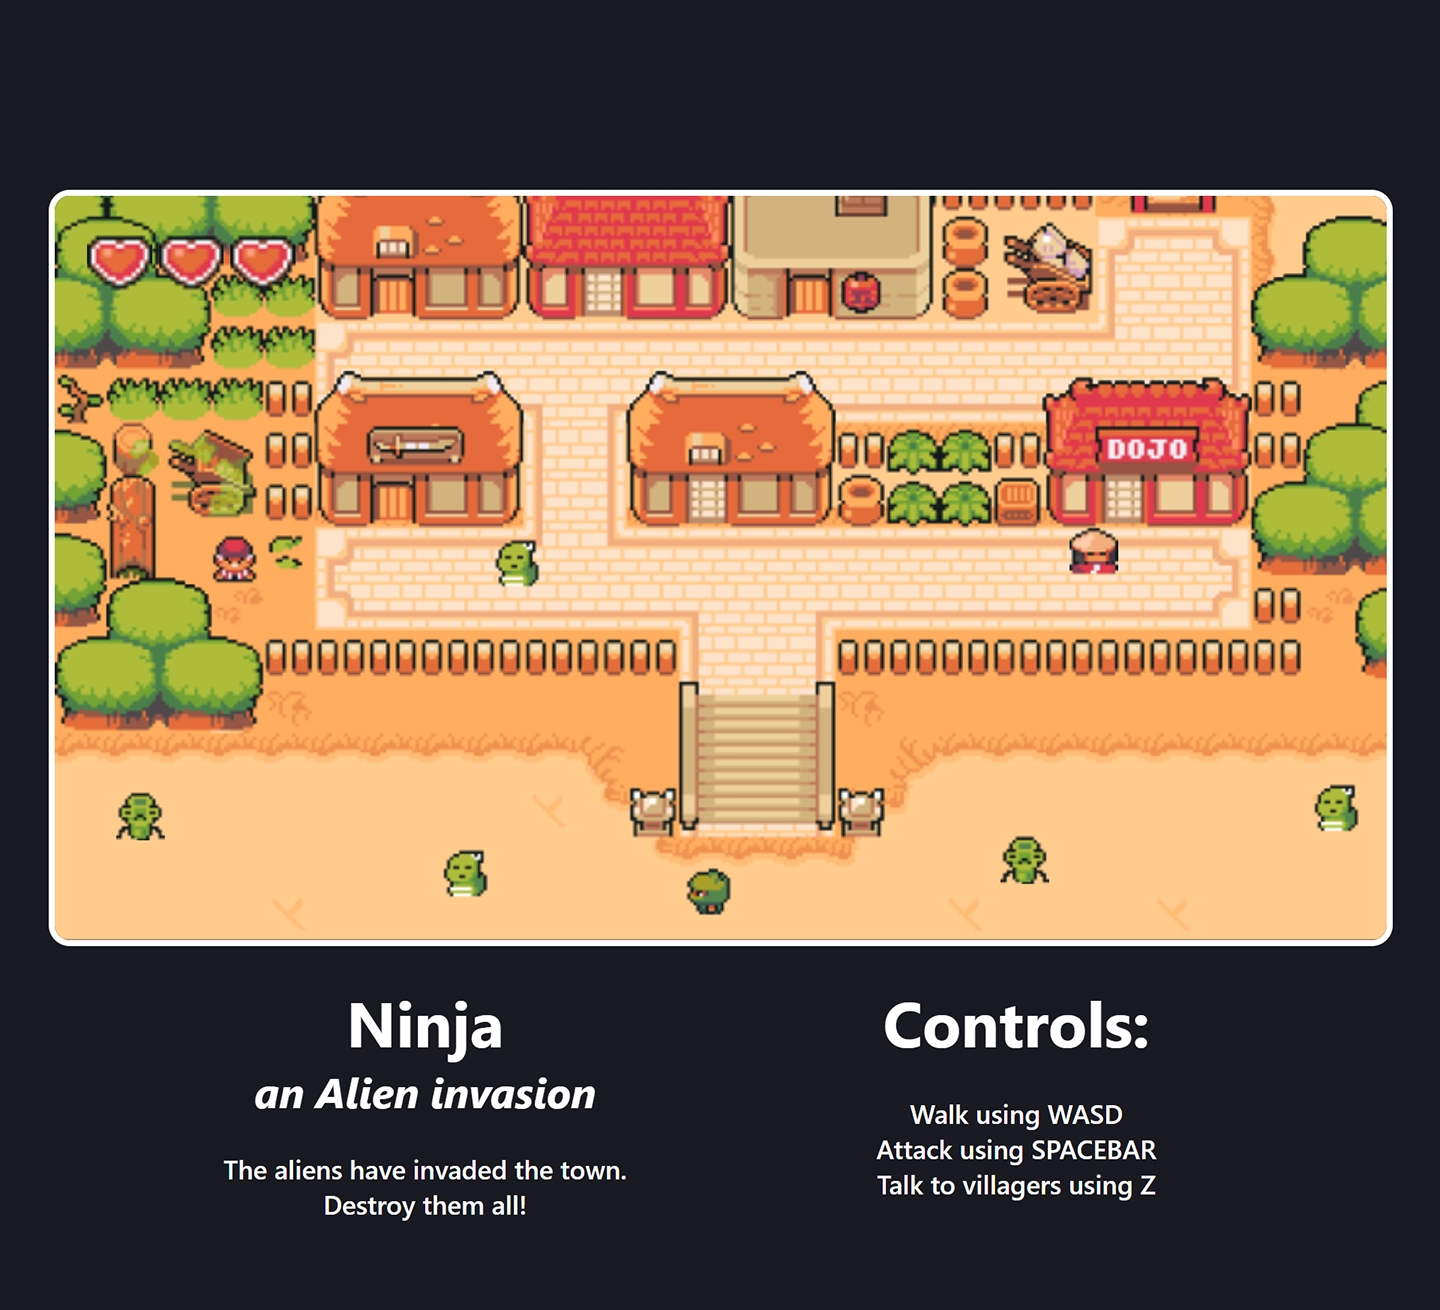 DOJO
Ninja
an Alien invasion
The aliens have invaded the town.
Destroy them all!
Controls:
Walk using WASD
Attack using SPACEBAR
Talk to villagers using Z